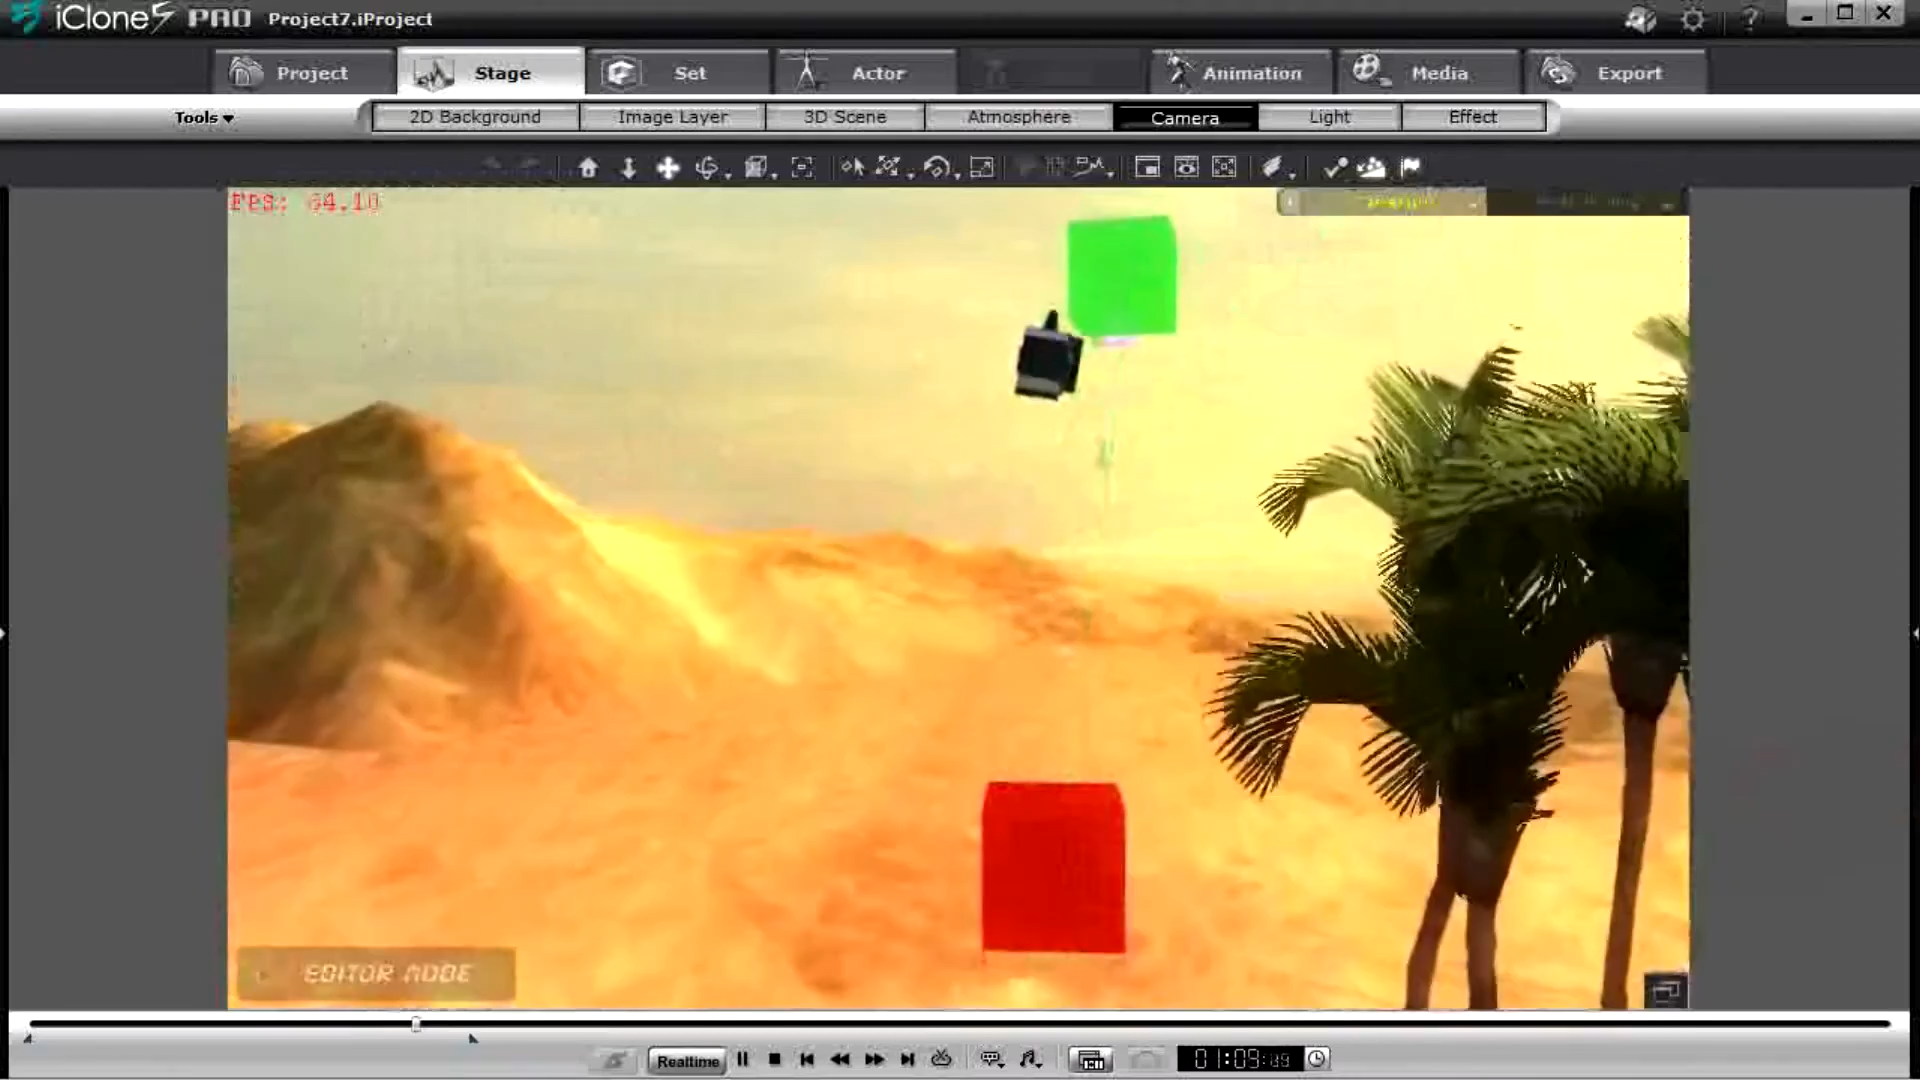 iClone5 PRO Project7.iProject
Project Stage Set Actor Animation Media Export
Tools 2D Background Image Layer 3D Scene Atmosphere Camera Light Effect
FPS: 64.10
EDITOR MODE
Realtime